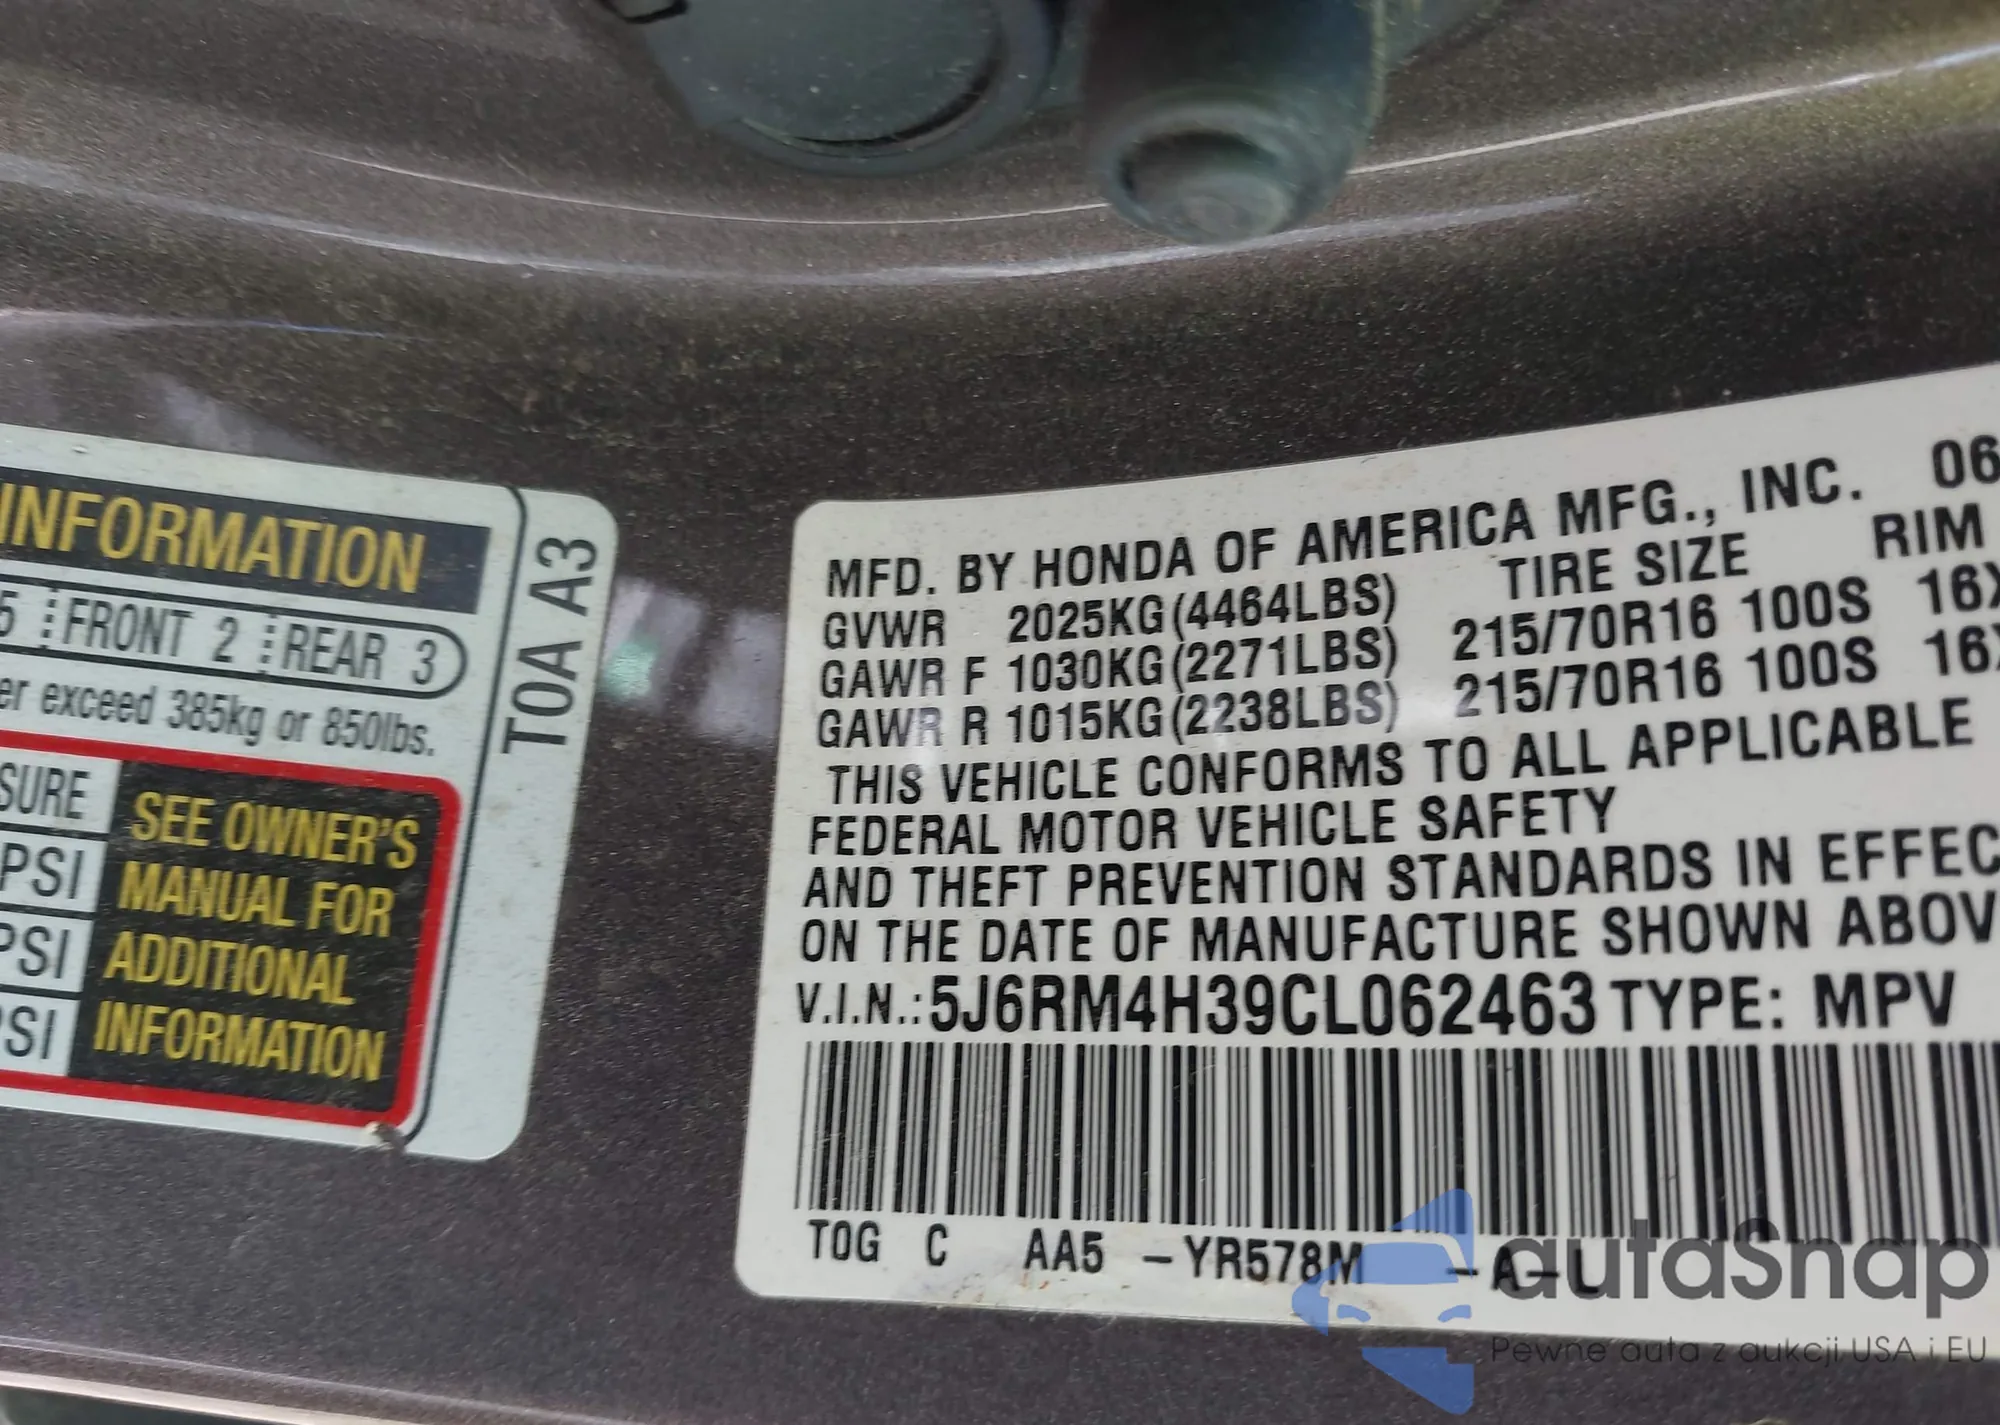 INFORMATION
5 FRONT 2 REAR 3
er exceed 385kg or 850lbs.
SURE
PSI
PSI
PSI
SEE OWNER'S
MANUAL FOR
ADDITIONAL
INFORMATION
T0A A3
MFD. BY HONDA OF AMERICA MFG., INC. 06
GVWR 2025KG(4464LBS) TIRE SIZE RIM
GAWR F 1030KG(2271LBS) 215/70R16 100S 16X
GAWR R 1015KG(2238LBS) 215/70R16 100S 16X
THIS VEHICLE CONFORMS TO ALL APPLICABLE
FEDERAL MOTOR VEHICLE SAFETY
AND THEFT PREVENTION STANDARDS IN EFFEC
ON THE DATE OF MANUFACTURE SHOWN ABOV
V.I.N.:5J6RM4H39CL062463 TYPE: MPV
T0G C AA5 -YR578M -A-L
autaSnap
Pewne auta z aukcji USA i EU